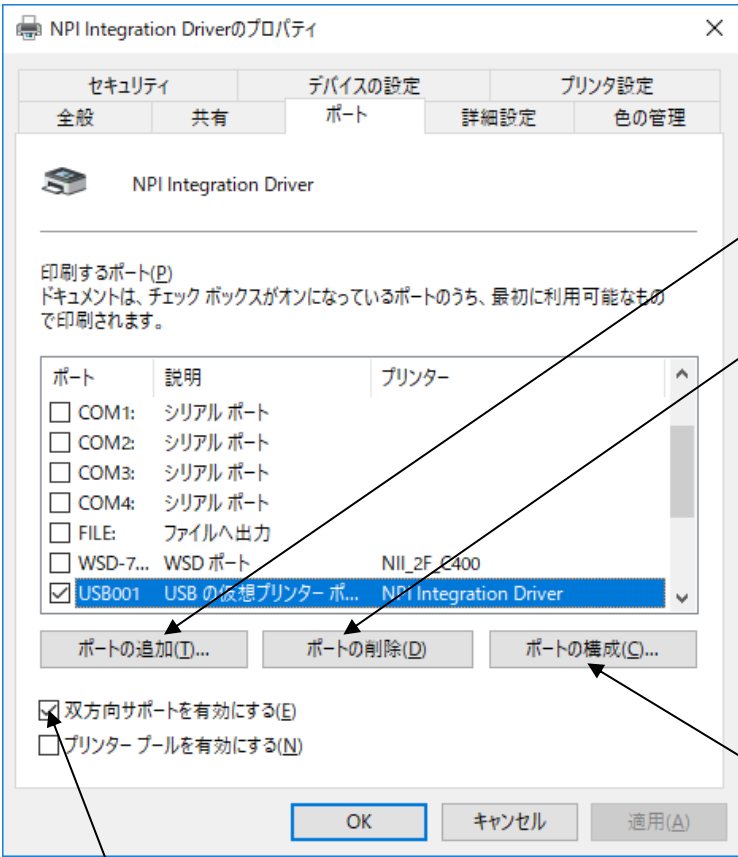 NPI Integration Driverのプロパティ
セキュリティ デバイスの設定 プリンタ設定
全般 共有 ポート 詳細設定 色の管理
NPI Integration Driver
印刷するポート(P)
ドキュメントは、チェック ボックスがオンになっているポートのうち、最初に利用可能なもの
で印刷されます。
ポート 説明 プリンター
COM1: シリアル ポート
COM2: シリアル ポート
COM3: シリアル ポート
COM4: シリアル ポート
FILE: ファイルへ出力
WSD-7... WSD ポート NII_2F_C400
USB001 USB の仮想プリンター ポ... NPI Integration Driver
ポートの追加(T)... ポートの削除(D) ポートの構成(C)...
双方向サポートを有効にする(E)
プリンター プールを有効にする(N)
OK キャンセル 適用(A)